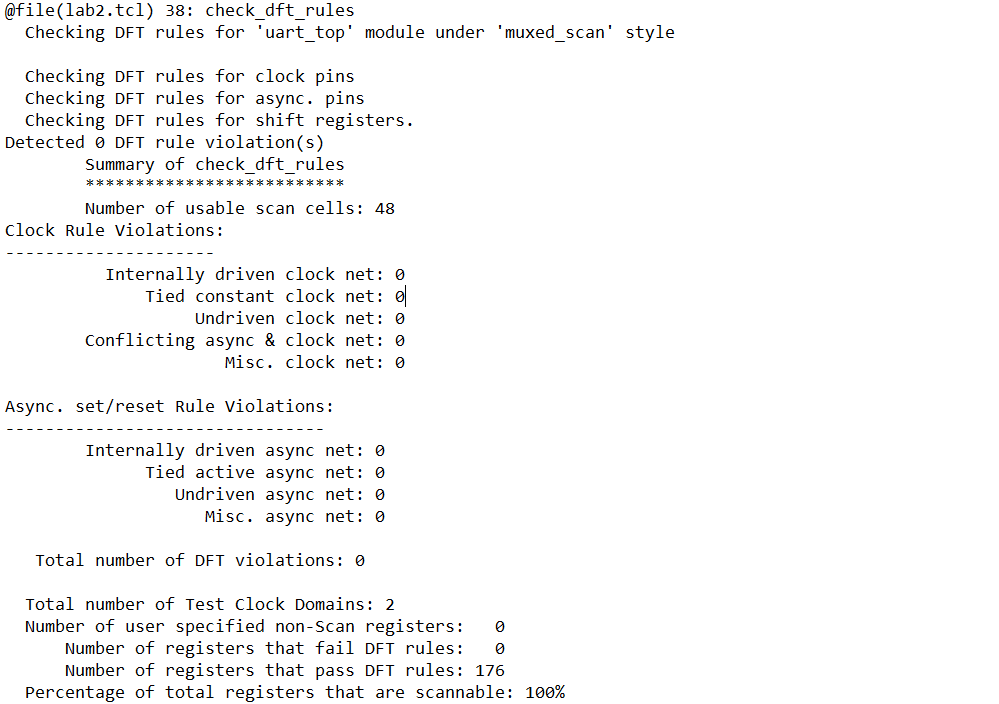 @file(lab2.tcl) 38: check_dft_rules
Checking DFT rules for 'uart_top' module under 'muxed_scan' style
Checking DFT rules for clock pins
Checking DFT rules for async. pins
Checking DFT rules for shift registers.
Detected 0 DFT rule violation(s)
Summary of check_dft_rules
**************************
Number of usable scan cells: 48
Clock Rule Violations:
---------------------
Internally driven clock net: 0
Tied constant clock net: 0
Undriven clock net: 0
Conflicting async & clock net: 0
Misc. clock net: 0
Async. set/reset Rule Violations:
--------------------------------
Internally driven async net: 0
Tied active async net: 0
Undriven async net: 0
Misc. async net: 0
Total number of DFT violations: 0
Total number of Test Clock Domains: 2
Number of user specified non-Scan registers: 0
Number of registers that fail DFT rules: 0
Number of registers that pass DFT rules: 176
Percentage of total registers that are scannable: 100%